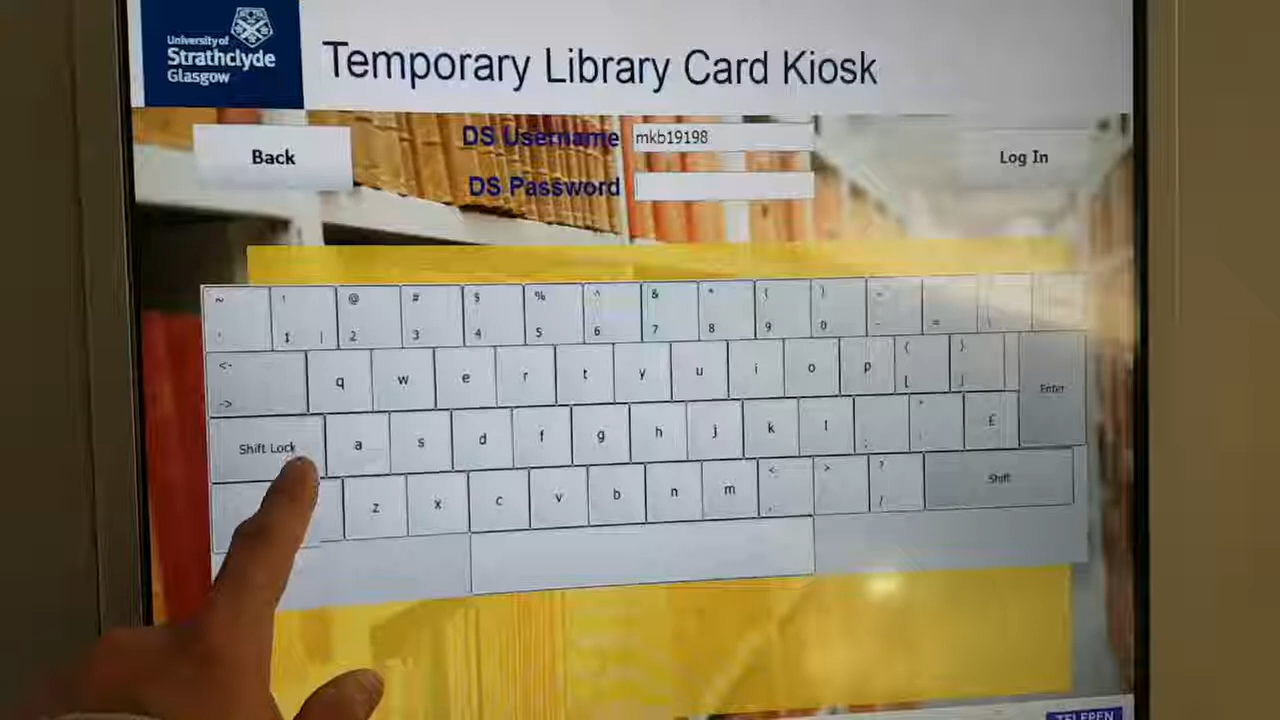 University of
Strathclyde
Glasgow
Temporary Library Card Kiosk
DS Username mkb19198
Back
Log In
DS Password
~ ! @ # § % ^ & * ( )
1 | 2 3 4 5 6 7 8 9 0 - = \
<-
->
q w e r t y u i o p { [ } ] Enter
Shift Lock a s d f g h j k l ; £
z x c v b n m < , > ? / Shift
TELEPEN